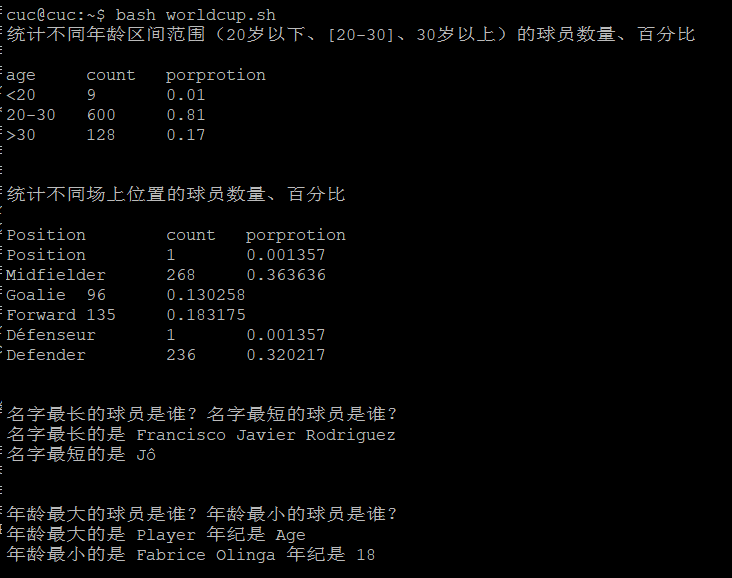 cuc@cuc:~$ bash worldcup.sh
统计不同年龄区间范围（20岁以下、[20-30]、30岁以上）的球员数量、百分比
age count porprotion
<20 9 0.01
20-30 600 0.81
>30 128 0.17
统计不同场上位置的球员数量、百分比
Position count porprotion
Position 1 0.001357
Midfielder 268 0.363636
Goalie 96 0.130258
Forward 135 0.183175
Défenseur 1 0.001357
Defender 236 0.320217
名字最长的球员是谁？名字最短的球员是谁？
名字最长的是 Francisco Javier Rodriguez
名字最短的是 Jô
年龄最大的球员是谁？年龄最小的球员是谁？
年龄最大的是 Player 年纪是 Age
年龄最小的是 Fabrice Olinga 年纪是 18